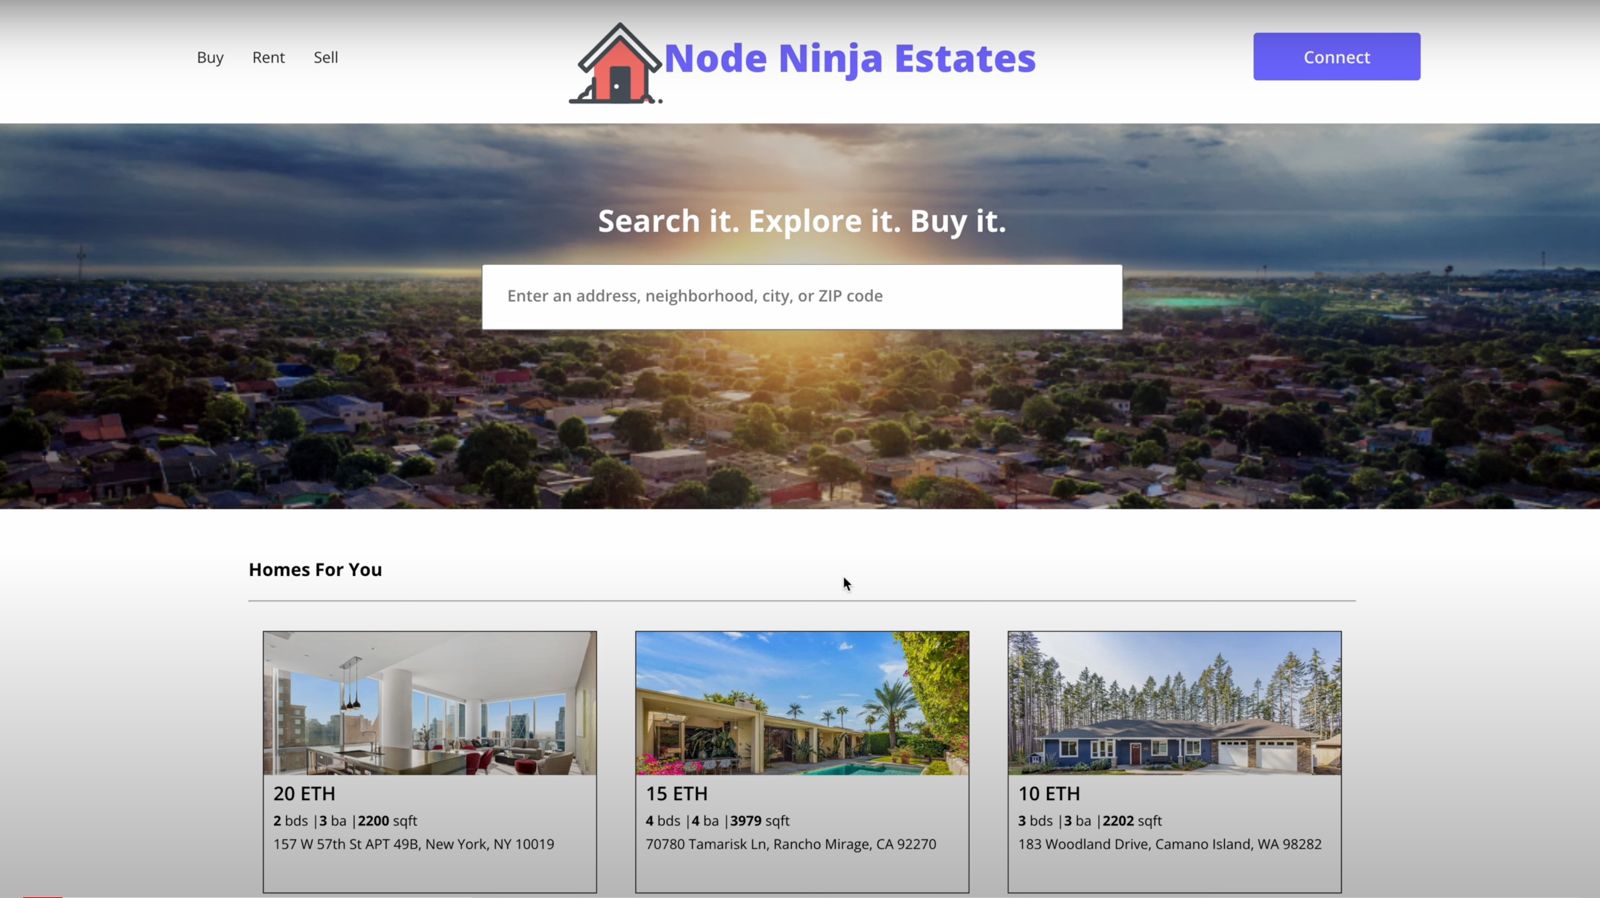 Buy Rent Sell
Node Ninja Estates
Connect
Search it. Explore it. Buy it.
Enter an address, neighborhood, city, or ZIP code
Homes For You
20 ETH
2 bds |3 ba |2200 sqft
157 W 57th St APT 49B, New York, NY 10019
15 ETH
4 bds |4 ba |3979 sqft
70780 Tamarisk Ln, Rancho Mirage, CA 92270
10 ETH
3 bds |3 ba |2202 sqft
183 Woodland Drive, Camano Island, WA 98282